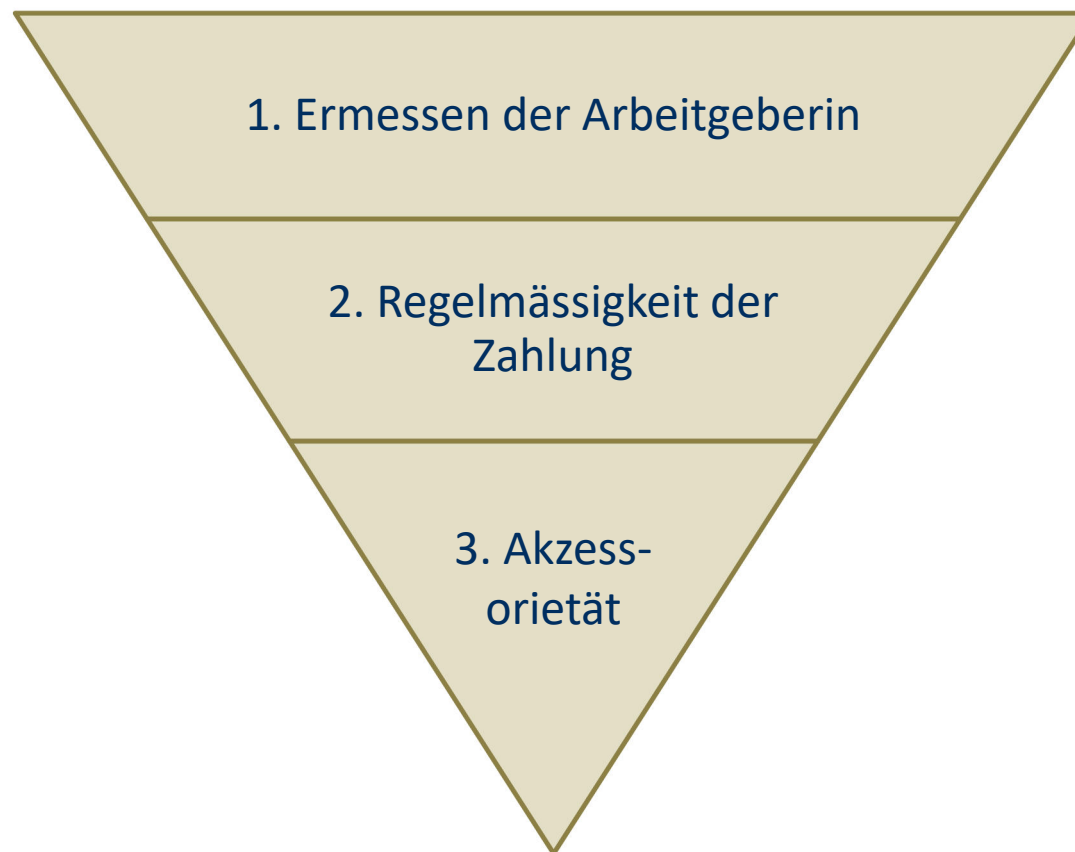 1. Ermessen der Arbeitgeberin
2. Regelmässigkeit der
Zahlung
3. Akzess-
orietät